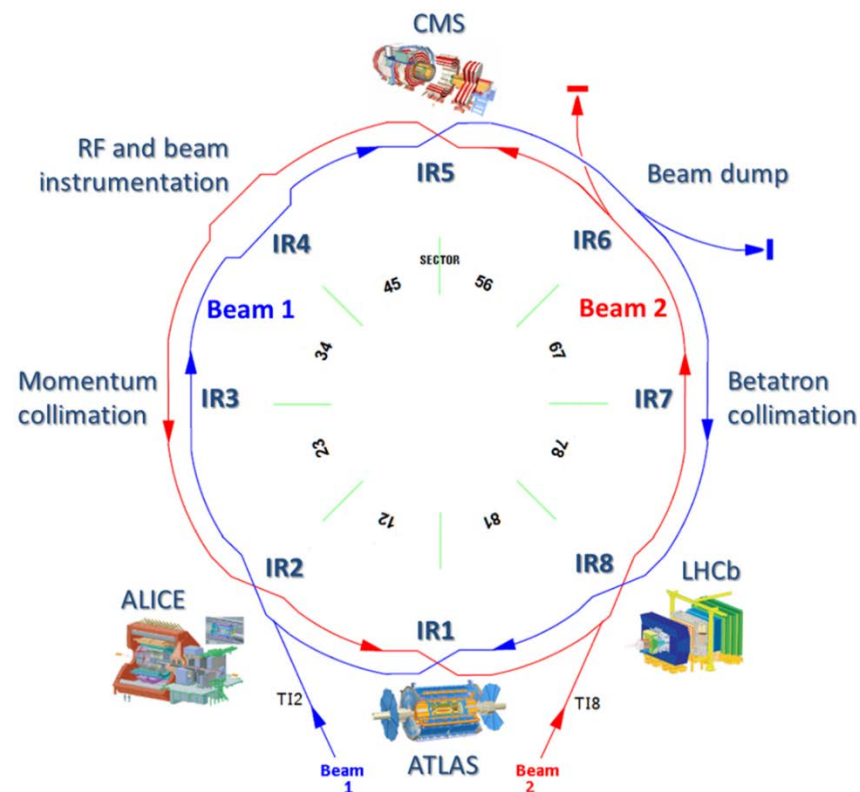 CMS
RF and beam
instrumentation
IR5
Beam dump
IR4
IR6
SECTOR
45
56
Beam 1
Beam 2
34
67
Momentum
collimation
IR3
IR7
Betatron
collimation
23
78
12
81
IR2
IR8
ALICE
LHCb
IR1
TI2
TI8
ATLAS
Beam
1
Beam
2